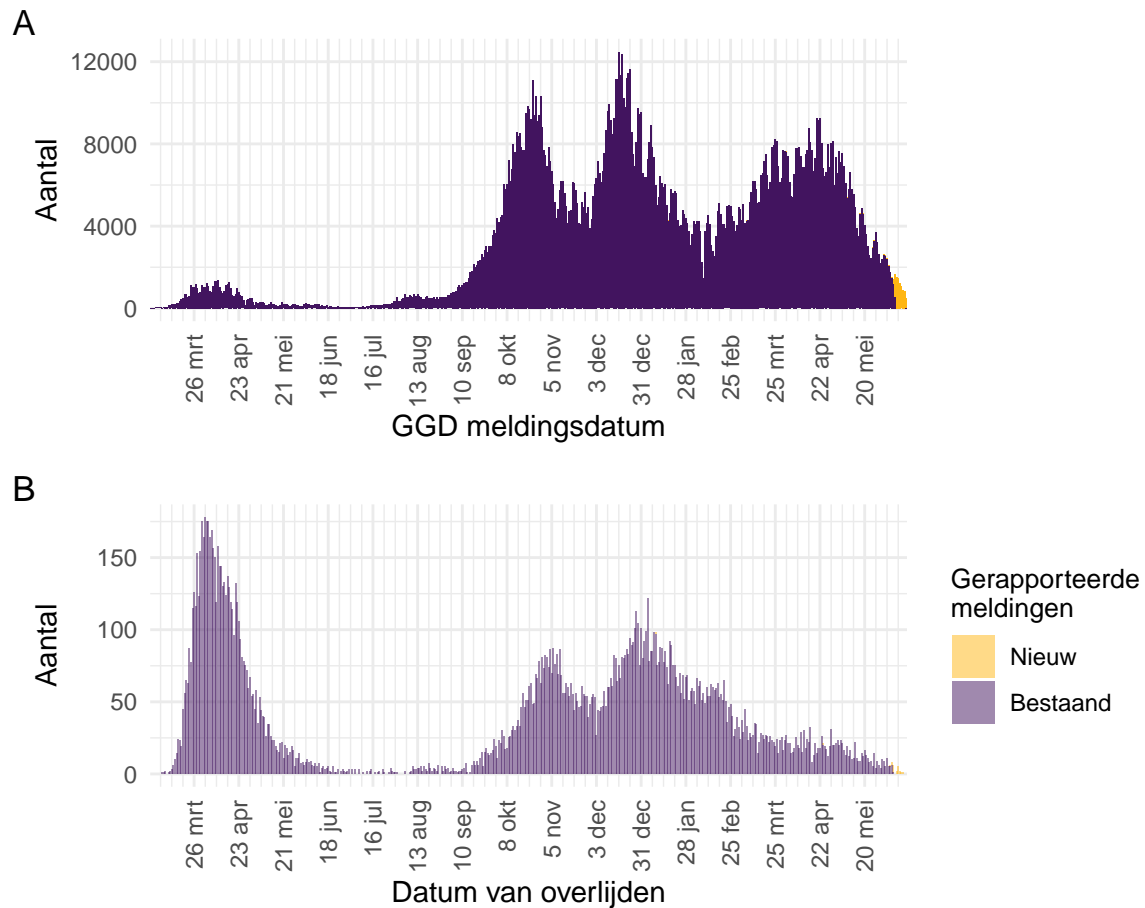 A
12000
8000
4000
0
Aantal
26 mrt
23 apr
21 mei
18 jun
16 jul
13 aug
10 sep
8 okt
5 nov
3 dec
31 dec
28 jan
25 feb
25 mrt
22 apr
20 mei
GGD meldingsdatum
B
150
100
50
0
Aantal
26 mrt
23 apr
21 mei
18 jun
16 jul
13 aug
10 sep
8 okt
5 nov
3 dec
31 dec
28 jan
25 feb
25 mrt
22 apr
20 mei
Datum van overlijden
Gerapporteerde
meldingen
Nieuw
Bestaand